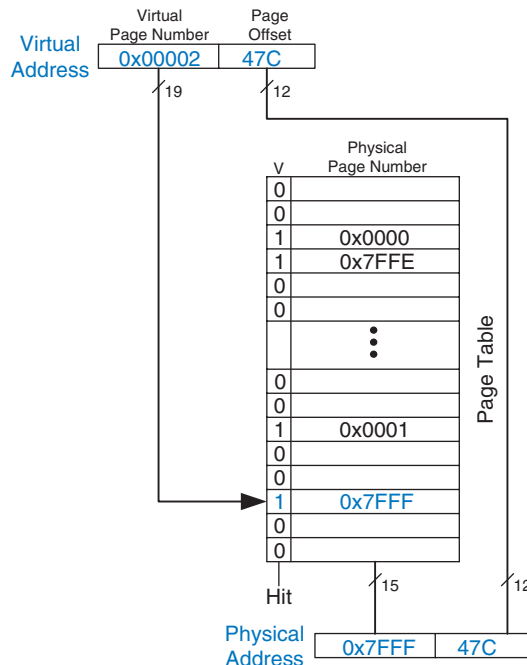 Virtual Page Number
Page Offset
Virtual Address
0x00002 47C
19 12
Physical Page Number
V
0
0
1 0x0000
1 0x7FFE
0
0
0
0
1 0x0001
0
0
1 0x7FFF
0
0
Page Table
Hit
15 12
Physical Address
0x7FFF 47C